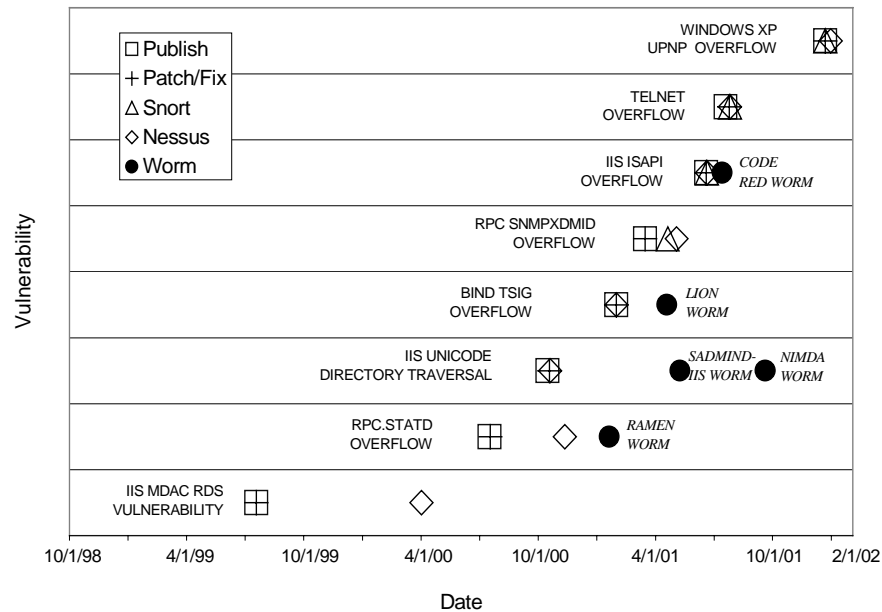 WINDOWS XP
UPNP OVERFLOW
Publish
Patch/Fix
Snort
Nessus
Worm
TELNET
OVERFLOW
IIS ISAPI
OVERFLOW
CODE
RED WORM
RPC SNMPXDMID
OVERFLOW
BIND TSIG
OVERFLOW
LION
WORM
IIS UNICODE
DIRECTORY TRAVERSAL
SADMIND-
IIS WORM
NIMDA
WORM
RPC.STATD
OVERFLOW
RAMEN
WORM
IIS MDAC RDS
VULNERABILITY
Vulnerability
10/1/98 4/1/99 10/1/99 4/1/00 10/1/00 4/1/01 10/1/01 2/1/02
Date